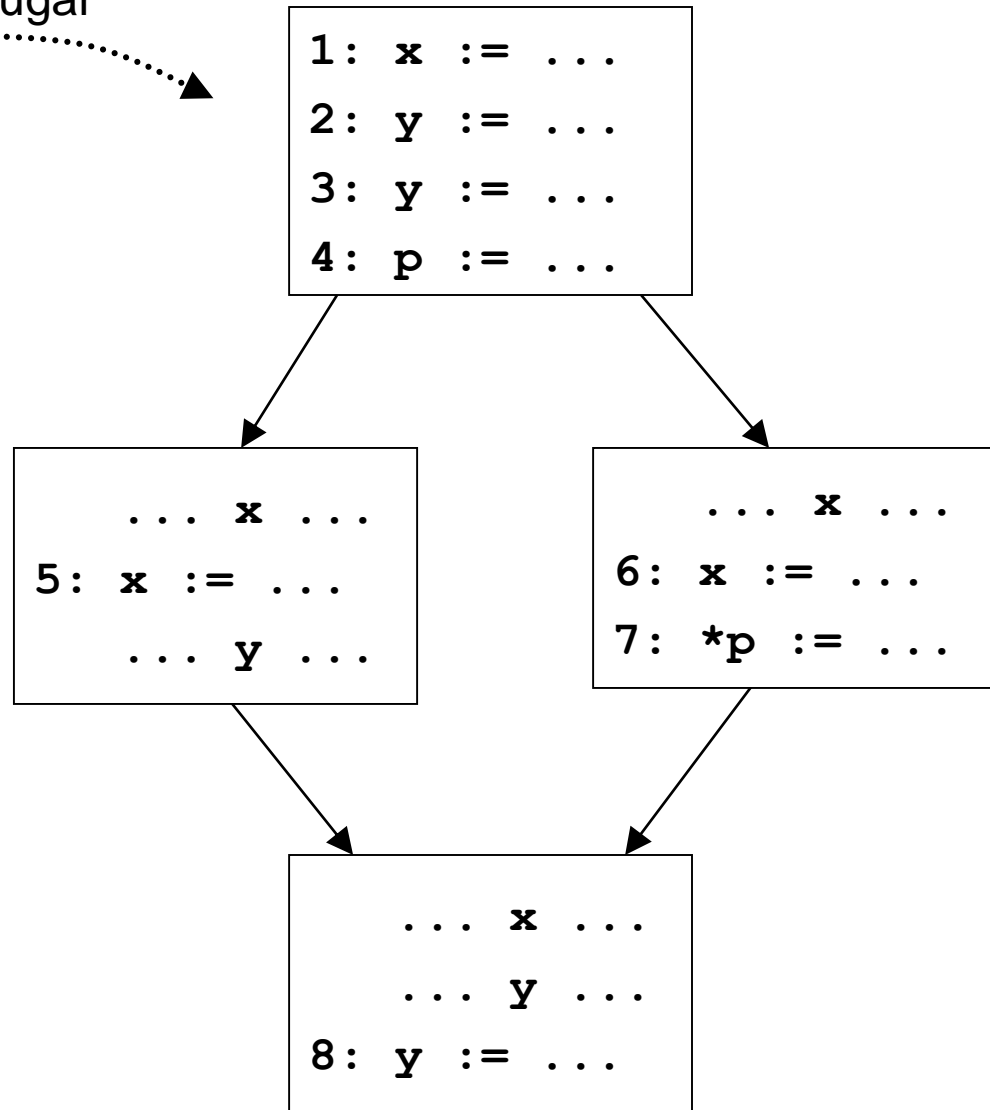 1: x := ...
2: y := ...
3: y := ...
4: p := ...
... x ...
5: x := ...
... y ...
... x ...
6: x := ...
7: *p := ...
... x ...
... y ...
8: y := ...